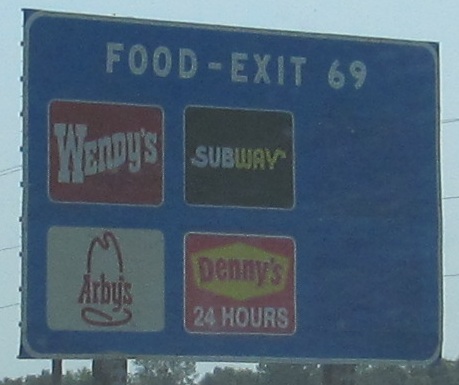 FOOD - EXIT 69
WENDY'S
SUBWAY
Arby's
Denny's
24 HOURS